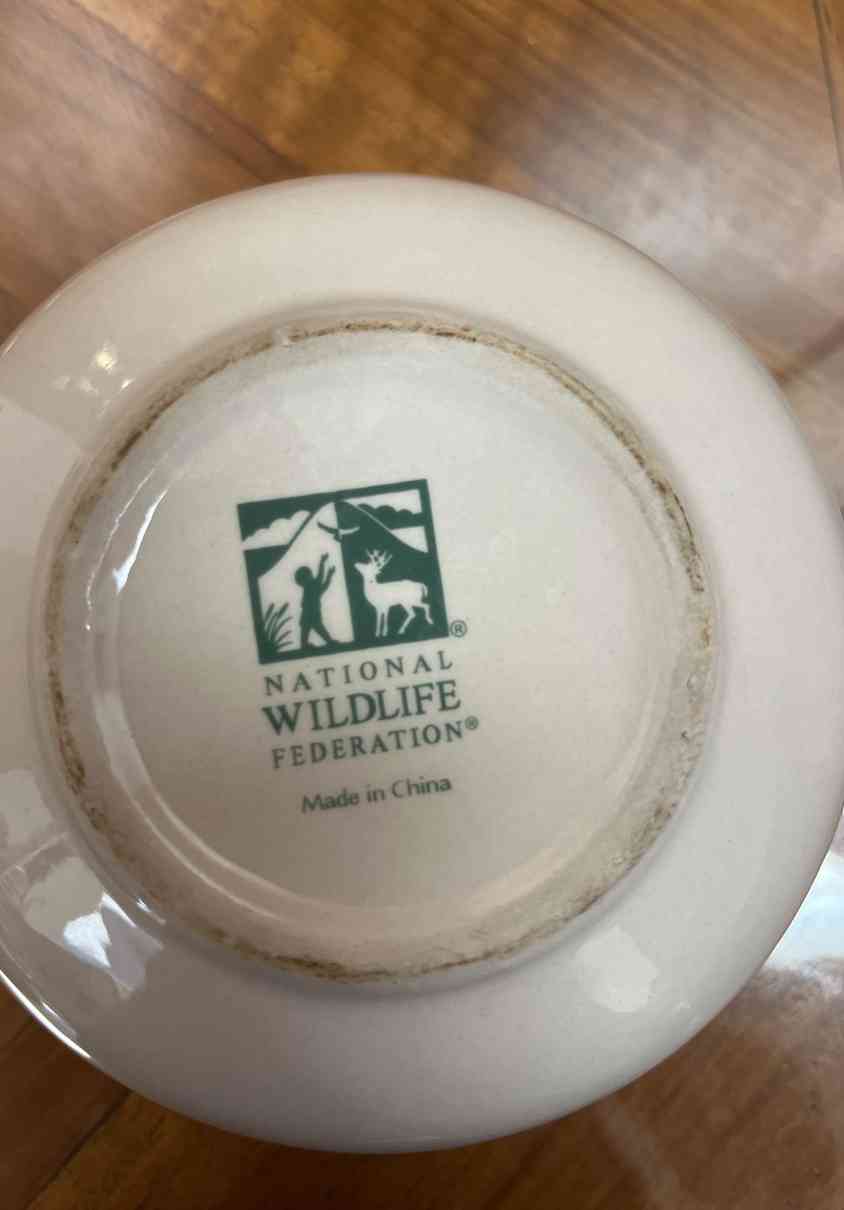 ®
NATIONAL
WILDLIFE
FEDERATION®
Made in China